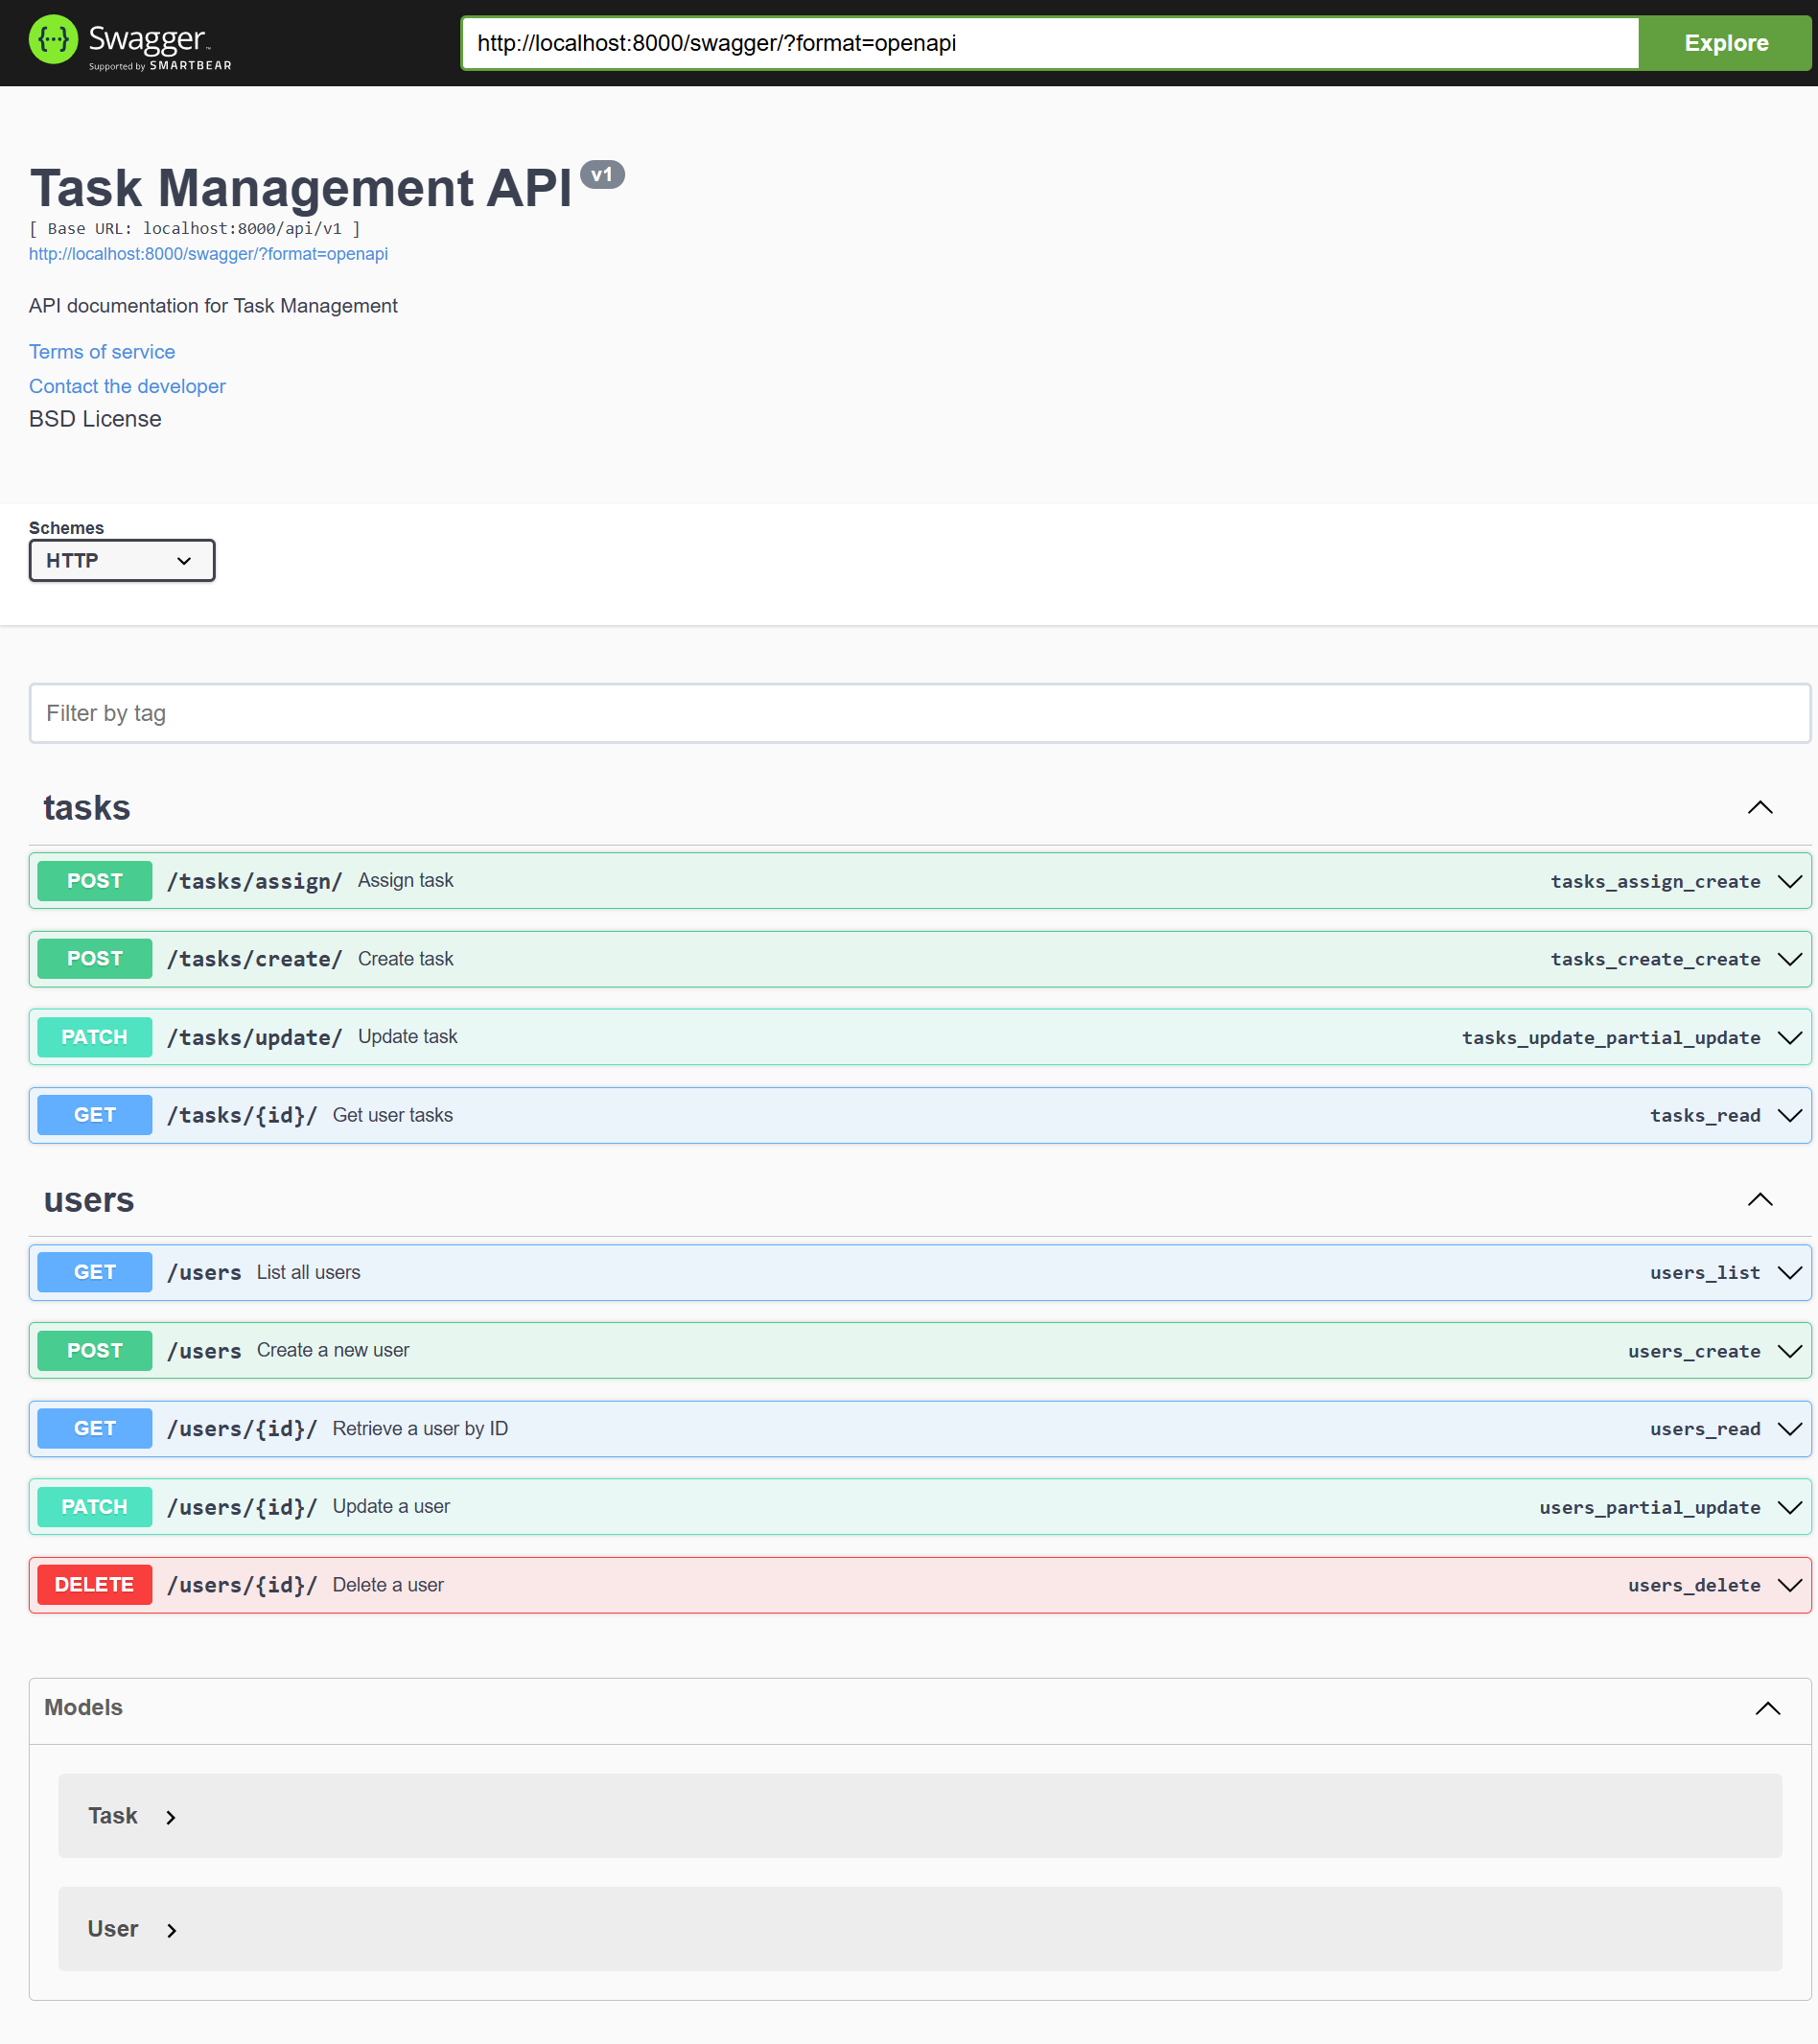 Swagger™
Supported by SMARTBEAR
http://localhost:8000/swagger/?format=openapi
Explore
Task Management API v1
[ Base URL: localhost:8000/api/v1 ]
http://localhost:8000/swagger/?format=openapi
API documentation for Task Management
Terms of service
Contact the developer
BSD License
Schemes
HTTP
Filter by tag
tasks
POST /tasks/assign/ Assign task tasks_assign_create
POST /tasks/create/ Create task tasks_create_create
PATCH /tasks/update/ Update task tasks_update_partial_update
GET /tasks/{id}/ Get user tasks tasks_read
users
GET /users List all users users_list
POST /users Create a new user users_create
GET /users/{id}/ Retrieve a user by ID users_read
PATCH /users/{id}/ Update a user users_partial_update
DELETE /users/{id}/ Delete a user users_delete
Models
Task
User